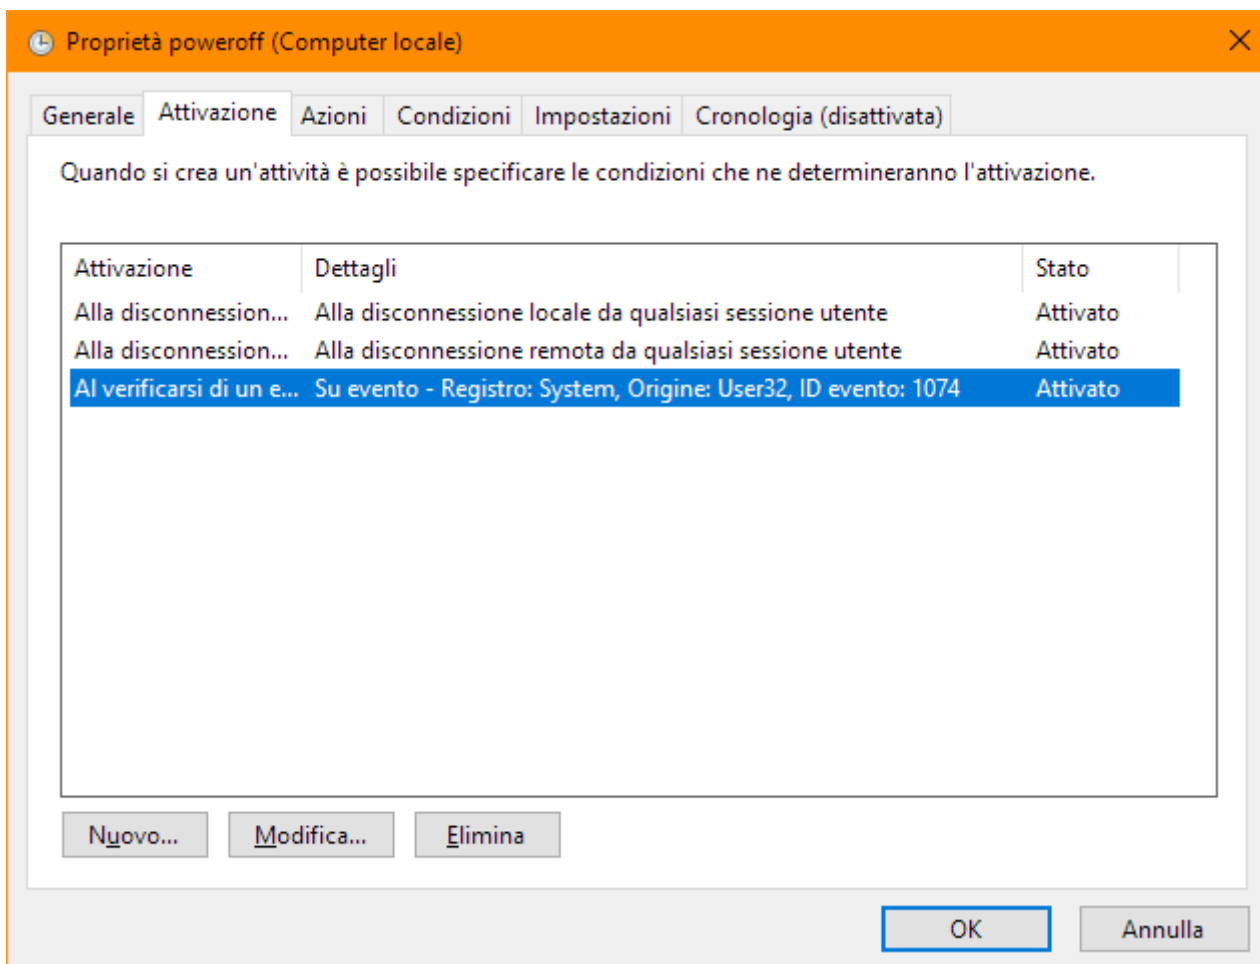 Proprietà poweroff (Computer locale)
Generale Attivazione Azioni Condizioni Impostazioni Cronologia (disattivata)
Quando si crea un'attività è possibile specificare le condizioni che ne determineranno l'attivazione.
Attivazione Dettagli Stato
Alla disconnession... Alla disconnessione locale da qualsiasi sessione utente Attivato
Alla disconnession... Alla disconnessione remota da qualsiasi sessione utente Attivato
Al verificarsi di un e... Su evento - Registro: System, Origine: User32, ID evento: 1074 Attivato
Nuovo... Modifica... Elimina
OK Annulla